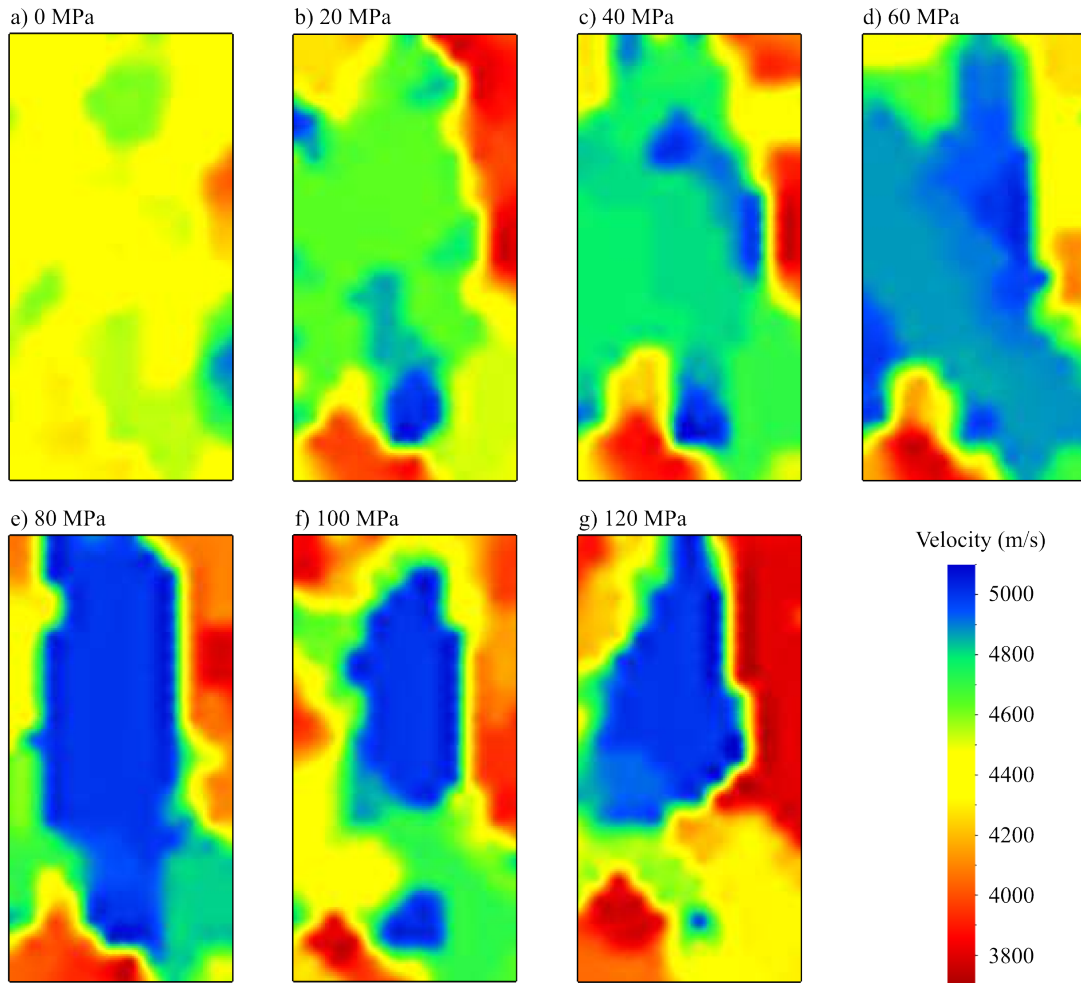 a) 0 MPa
b) 20 MPa
c) 40 MPa
d) 60 MPa
e) 80 MPa
f) 100 MPa
g) 120 MPa
Velocity (m/s)
5000
4800
4600
4400
4200
4000
3800